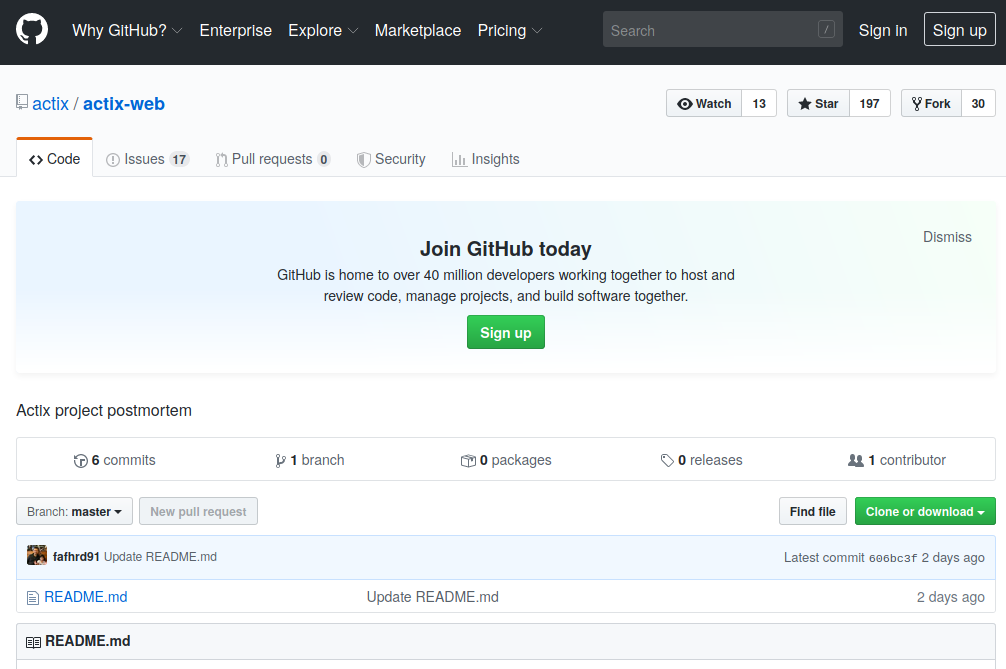 Why GitHub? Enterprise Explore Marketplace Pricing Search / Sign in Sign up
actix / actix-web Watch 13 Star 197 Fork 30
Code Issues 17 Pull requests 0 Security Insights
Dismiss
Join GitHub today
GitHub is home to over 40 million developers working together to host and
review code, manage projects, and build software together.
Sign up
Actix project postmortem
6 commits 1 branch 0 packages 0 releases 1 contributor
Branch: master New pull request Find file Clone or download
fafhrd91 Update README.md Latest commit 606bc3f 2 days ago
README.md Update README.md 2 days ago
README.md